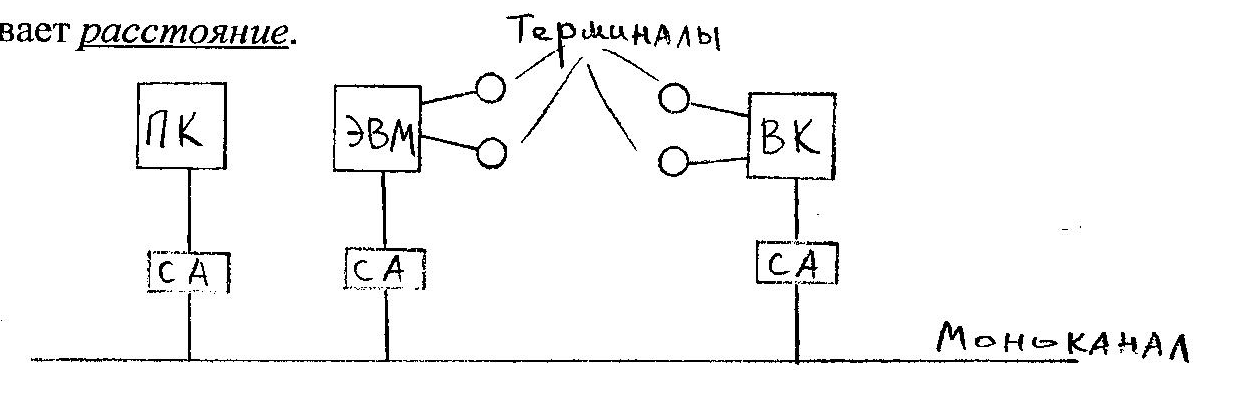 вает расстояние.
Терминалы
ПК
ЭВМ
ВК
СА
СА
СА
Моноканал